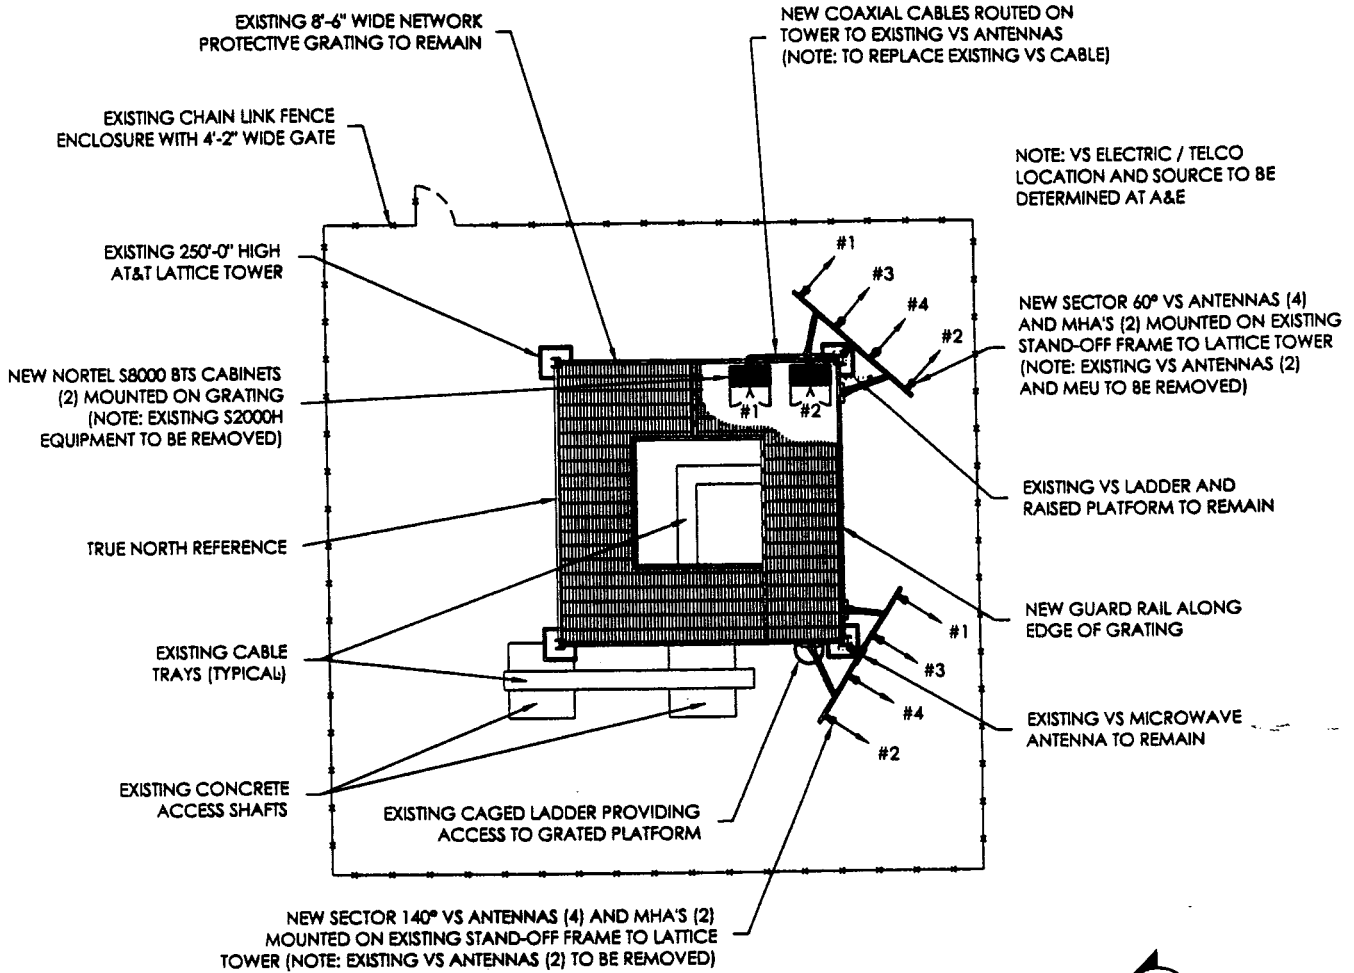 EXISTING 8'-6" WIDE NETWORK
PROTECTIVE GRATING TO REMAIN
NEW COAXIAL CABLES ROUTED ON
TOWER TO EXISTING VS ANTENNAS
(NOTE: TO REPLACE EXISTING VS CABLE)
EXISTING CHAIN LINK FENCE
ENCLOSURE WITH 4'-2" WIDE GATE
NOTE: VS ELECTRIC / TELCO
LOCATION AND SOURCE TO BE
DETERMINED AT A&E
EXISTING 250'-0" HIGH
AT&T LATTICE TOWER
#1
#3
#4
#2
NEW SECTOR 60° VS ANTENNAS (4)
AND MHA'S (2) MOUNTED ON EXISTING
STAND-OFF FRAME TO LATTICE TOWER
(NOTE: EXISTING VS ANTENNAS (2)
AND MEU TO BE REMOVED)
NEW NORTEL S8000 BTS CABINETS
(2) MOUNTED ON GRATING
(NOTE: EXISTING S2000H
EQUIPMENT TO BE REMOVED)
#1
#2
EXISTING VS LADDER AND
RAISED PLATFORM TO REMAIN
TRUE NORTH REFERENCE
NEW GUARD RAIL ALONG
EDGE OF GRATING
#1
#3
#4
#2
EXISTING CABLE
TRAYS (TYPICAL)
EXISTING VS MICROWAVE
ANTENNA TO REMAIN
EXISTING CONCRETE
ACCESS SHAFTS
EXISTING CAGED LADDER PROVIDING
ACCESS TO GRATED PLATFORM
NEW SECTOR 140° VS ANTENNAS (4) AND MHA'S (2)
MOUNTED ON EXISTING STAND-OFF FRAME TO LATTICE
TOWER (NOTE: EXISTING VS ANTENNAS (2) TO BE REMOVED)